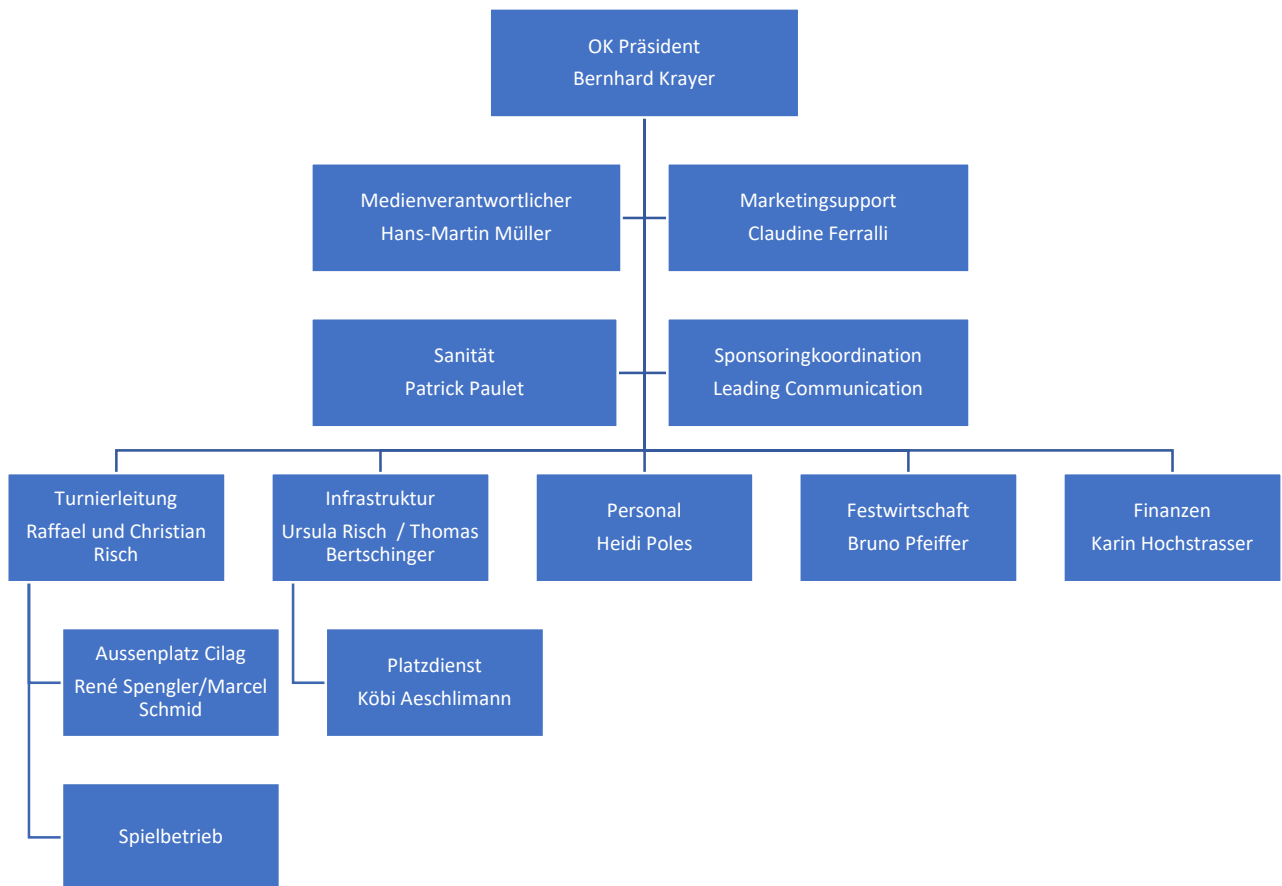 OK Präsident
Bernhard Krayer
Medienverantwortlicher
Hans-Martin Müller
Marketingsupport
Claudine Ferralli
Sanität
Patrick Paulet
Sponsoringkoordination
Leading Communication
Turnierleitung
Raffael und Christian
Risch
Infrastruktur
Ursula Risch / Thomas
Bertschinger
Personal
Heidi Poles
Festwirtschaft
Bruno Pfeiffer
Finanzen
Karin Hochstrasser
Aussenplatz Cilag
René Spengler/Marcel
Schmid
Platzdienst
Köbi Aeschlimann
Spielbetrieb